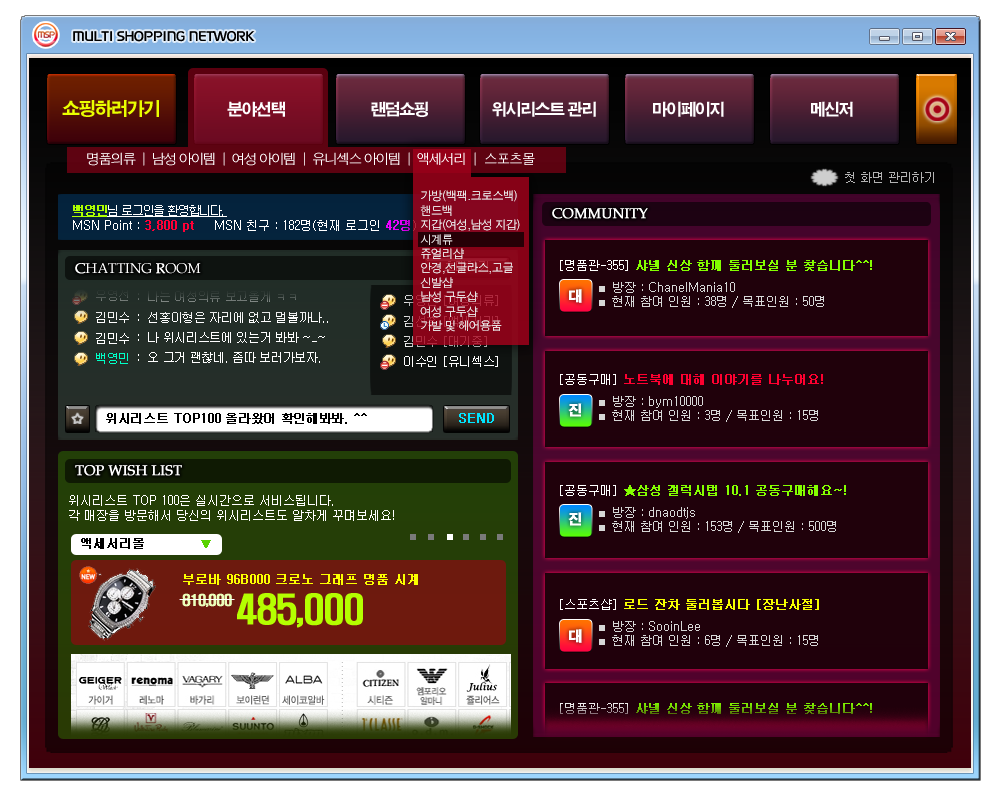 MSP MULTI SHOPPING NETWORK
쇼핑하러가기 분야선택 랜덤쇼핑 위시리스트 관리 마이페이지 메신저
명품의류 | 남성 아이템 | 여성 아이템 | 유니섹스 아이템 | 액세서리 | 스포츠몰
첫 화면 관리하기
가방(백팩.크로스백)
핸드백
지갑(여성,남성 지갑)
시계류
쥬얼리샵
안경,선글라스,고글
신발샵
남성 구두샵
여성 구두샵
가발 및 헤어용품
백영민님 로그인을 환영합니다.
MSN Point : 3,800 pt MSN 친구 : 182명(현재 로그인 42명
CHATTING ROOM
우영진 : 나는 여성의류 보고올게 ㅋㅋ
김민수 : 선홍이형은 자리에 없고 덜볼까나..
김민수 : 나 위시리스트에 있는거 봐봐 ~_~
백영민 : 오 그거 괜찮네, 좀따 보러가보자.
김민수 [대기중]
이수인 [유니섹스]
위시리스트 TOP100 올라왔어 확인해봐봐. ^^
SEND
TOP WISH LIST
위시리스트 TOP 100은 실시간으로 서비스됩니다.
각 매장을 방문해서 당신의 위시리스트도 알차게 꾸며보세요!
액세서리몰
NEW
부로바 96B000 크로노 그래프 명품 시계
810,000 485,000
GEIGER renoma VAGARY ALBA CITIZEN Julius
가이거 레노마 바가리 보이런던 세이코알바 시티즌 엠포리오 알마니 쥴리어스
SUUNTO T.CLASSE
COMMUNITY
[명품관-355] 샤넬 신상 함께 둘러보실 분 찾습니다^^!
대
방장 : ChanelMania10
현재 참여 인원 : 38명 / 목표인원 : 50명
[공동구매] 노트북에 대해 이야기를 나누어요!
진
방장 : bym10000
현재 참여 인원 : 3명 / 목표인원 : 15명
[공동구매] ★삼성 갤럭시탭 10.1 공동구매해요~!
진
방장 : dnaodtjs
현재 참여 인원 : 153명 / 목표인원 : 500명
[스포츠샵] 로드 잔차 둘러봅시다 [장난사절]
대
방장 : SooinLee
현재 참여 인원 : 6명 / 목표인원 : 15명
[명품관-355] 샤넬 신상 함께 둘러보실 분 찾습니다^^!